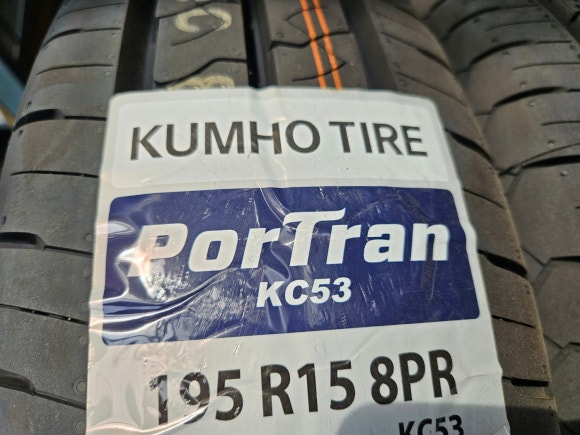 KUMHO TIRE
PorTran
KC53
195 R15 8PR
KC53